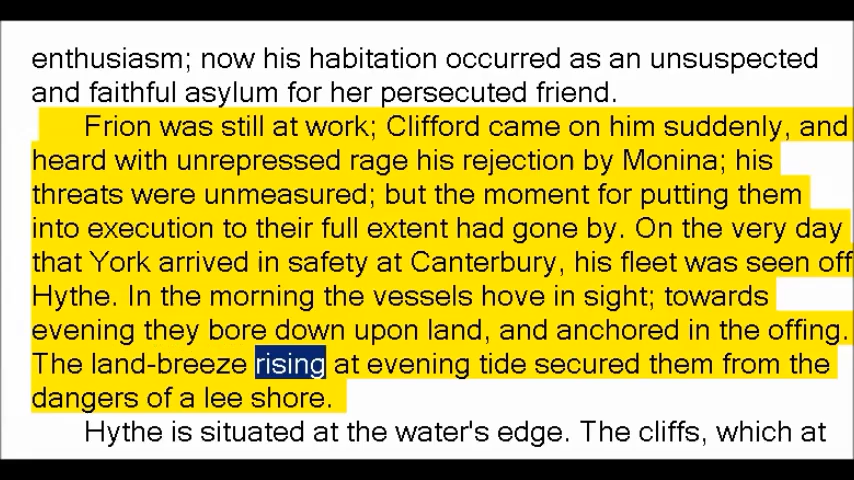 enthusiasm; now his habitation occurred as an unsuspected
and faithful asylum for her persecuted friend.
Frion was still at work; Clifford came on him suddenly, and
heard with unrepressed rage his rejection by Monina; his
threats were unmeasured; but the moment for putting them
into execution to their full extent had gone by. On the very day
that York arrived in safety at Canterbury, his fleet was seen off
Hythe. In the morning the vessels hove in sight; towards
evening they bore down upon land, and anchored in the offing.
The land-breeze rising at evening tide secured them from the
dangers of a lee shore.
Hythe is situated at the water's edge. The cliffs, which at